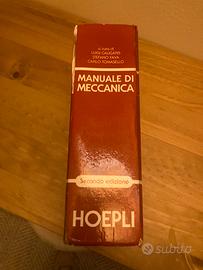 a cura di
LUIGI CALIGARIS
STEFANO FAVA
CARLO TOMASELLO
MANUALE DI
MECCANICA
Seconda edizione
HOEPLI
subito